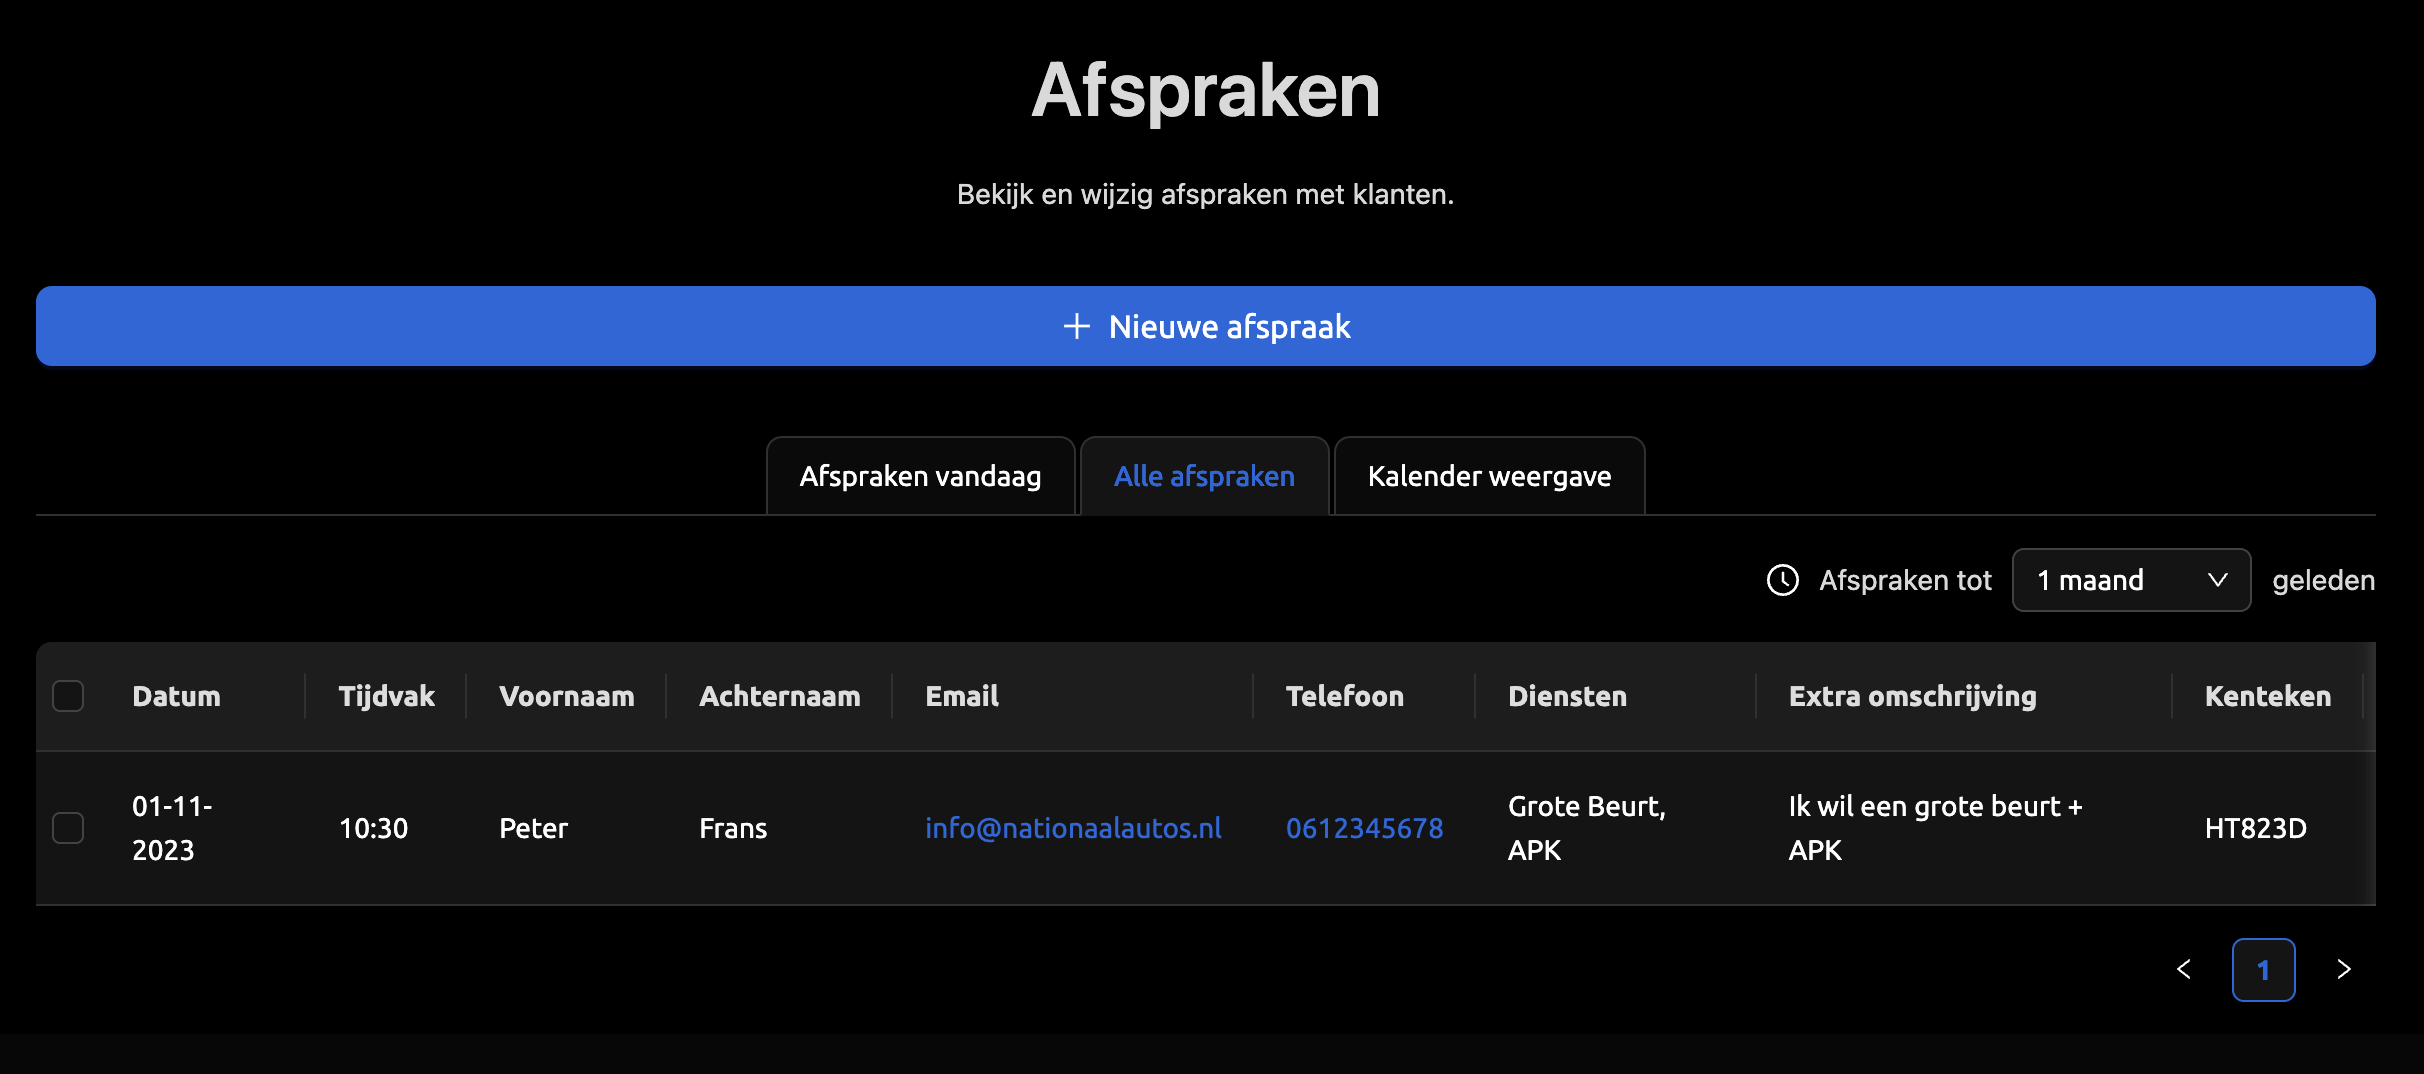 Afspraken
Bekijk en wijzig afspraken met klanten.
+ Nieuwe afspraak
Afspraken vandaag
Alle afspraken
Kalender weergave
Afspraken tot 1 maand geleden
Datum Tijdvak Voornaam Achternaam Email Telefoon Diensten Extra omschrijving Kenteken
01-11-
2023
10:30
Peter
Frans
info@nationaalautos.nl
0612345678
Grote Beurt,
APK
Ik wil een grote beurt +
APK
HT823D
< 1 >